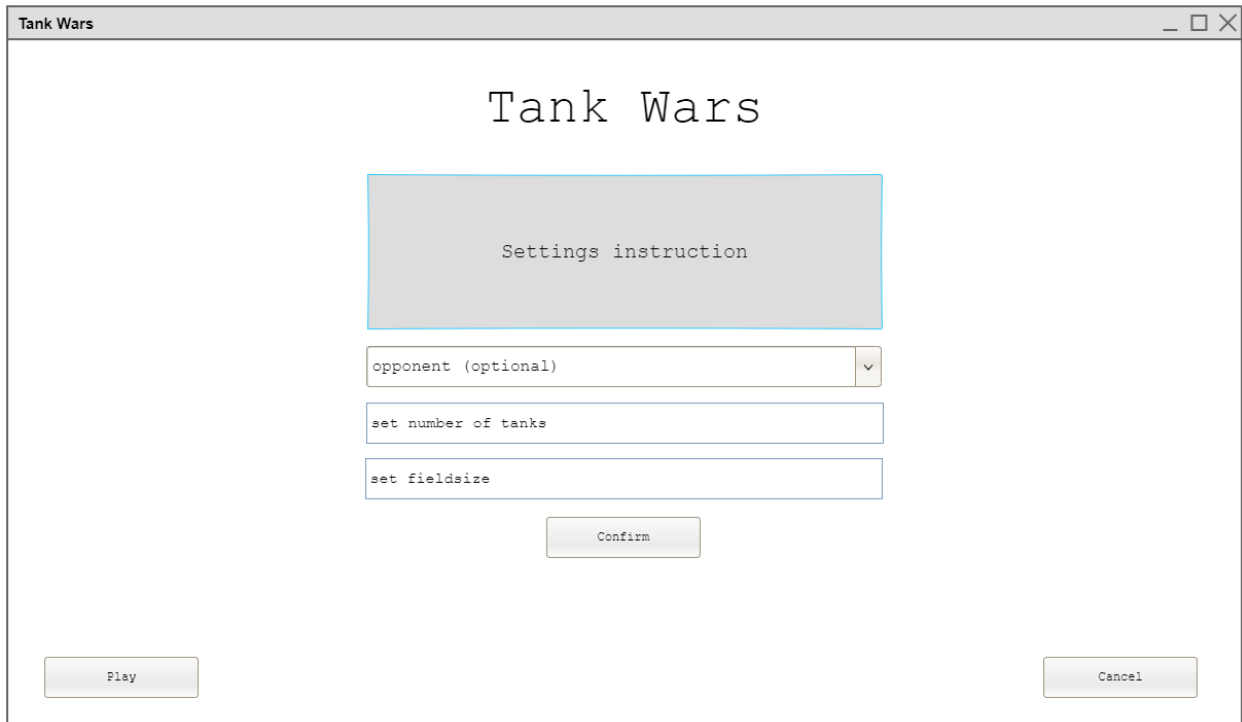 Tank Wars
Tank Wars
Settings instruction
opponent (optional)
set number of tanks
set fieldsize
Confirm
Play
Cancel